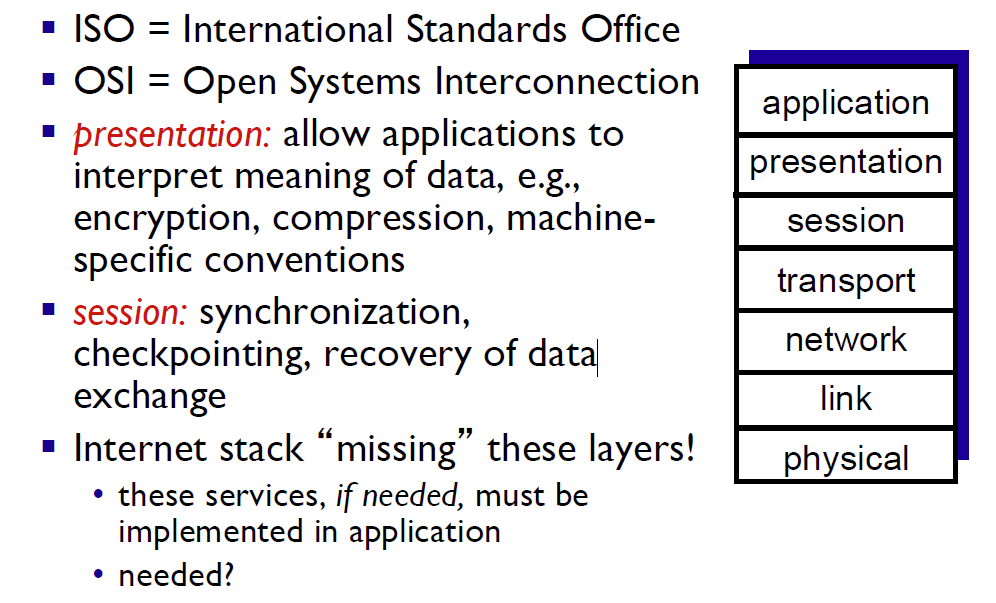 ▪ ISO = International Standards Office
▪ OSI = Open Systems Interconnection
▪ presentation: allow applications to
interpret meaning of data, e.g.,
encryption, compression, machine-
specific conventions
▪ session: synchronization,
checkpointing, recovery of data
exchange
▪ Internet stack “missing” these layers!
• these services, if needed, must be
implemented in application
• needed?
application
presentation
session
transport
network
link
physical